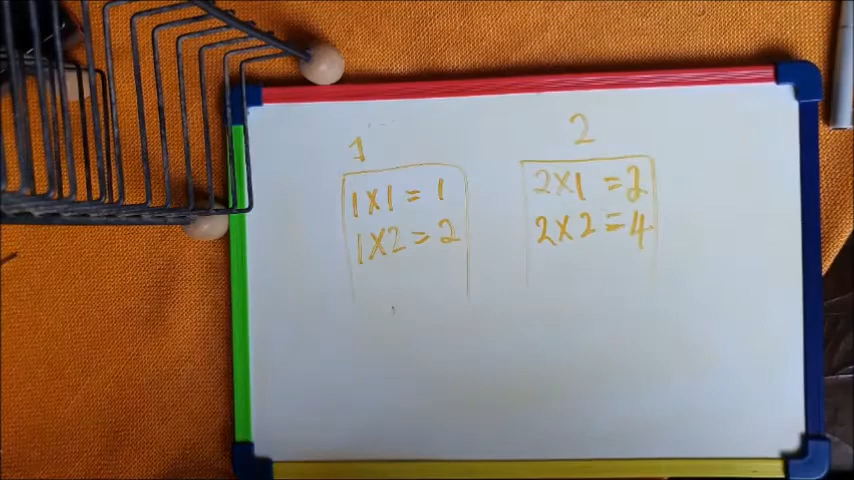 1
1X1 = 1
1X2 = 2
2
2X1 = 2
2X2 = 4